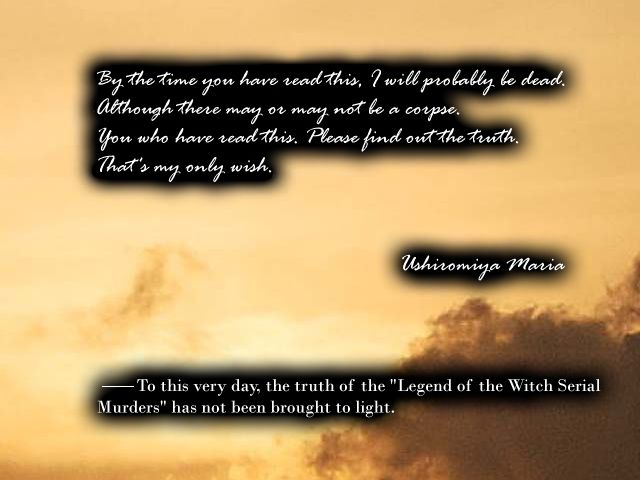 By the time you have read this, I will probably be dead.
Although there may or may not be a corpse.
You who have read this. Please find out the truth.
That's my only wish.
Ushiromiya Maria
——To this very day, the truth of the "Legend of the Witch Serial
Murders" has not been brought to light.